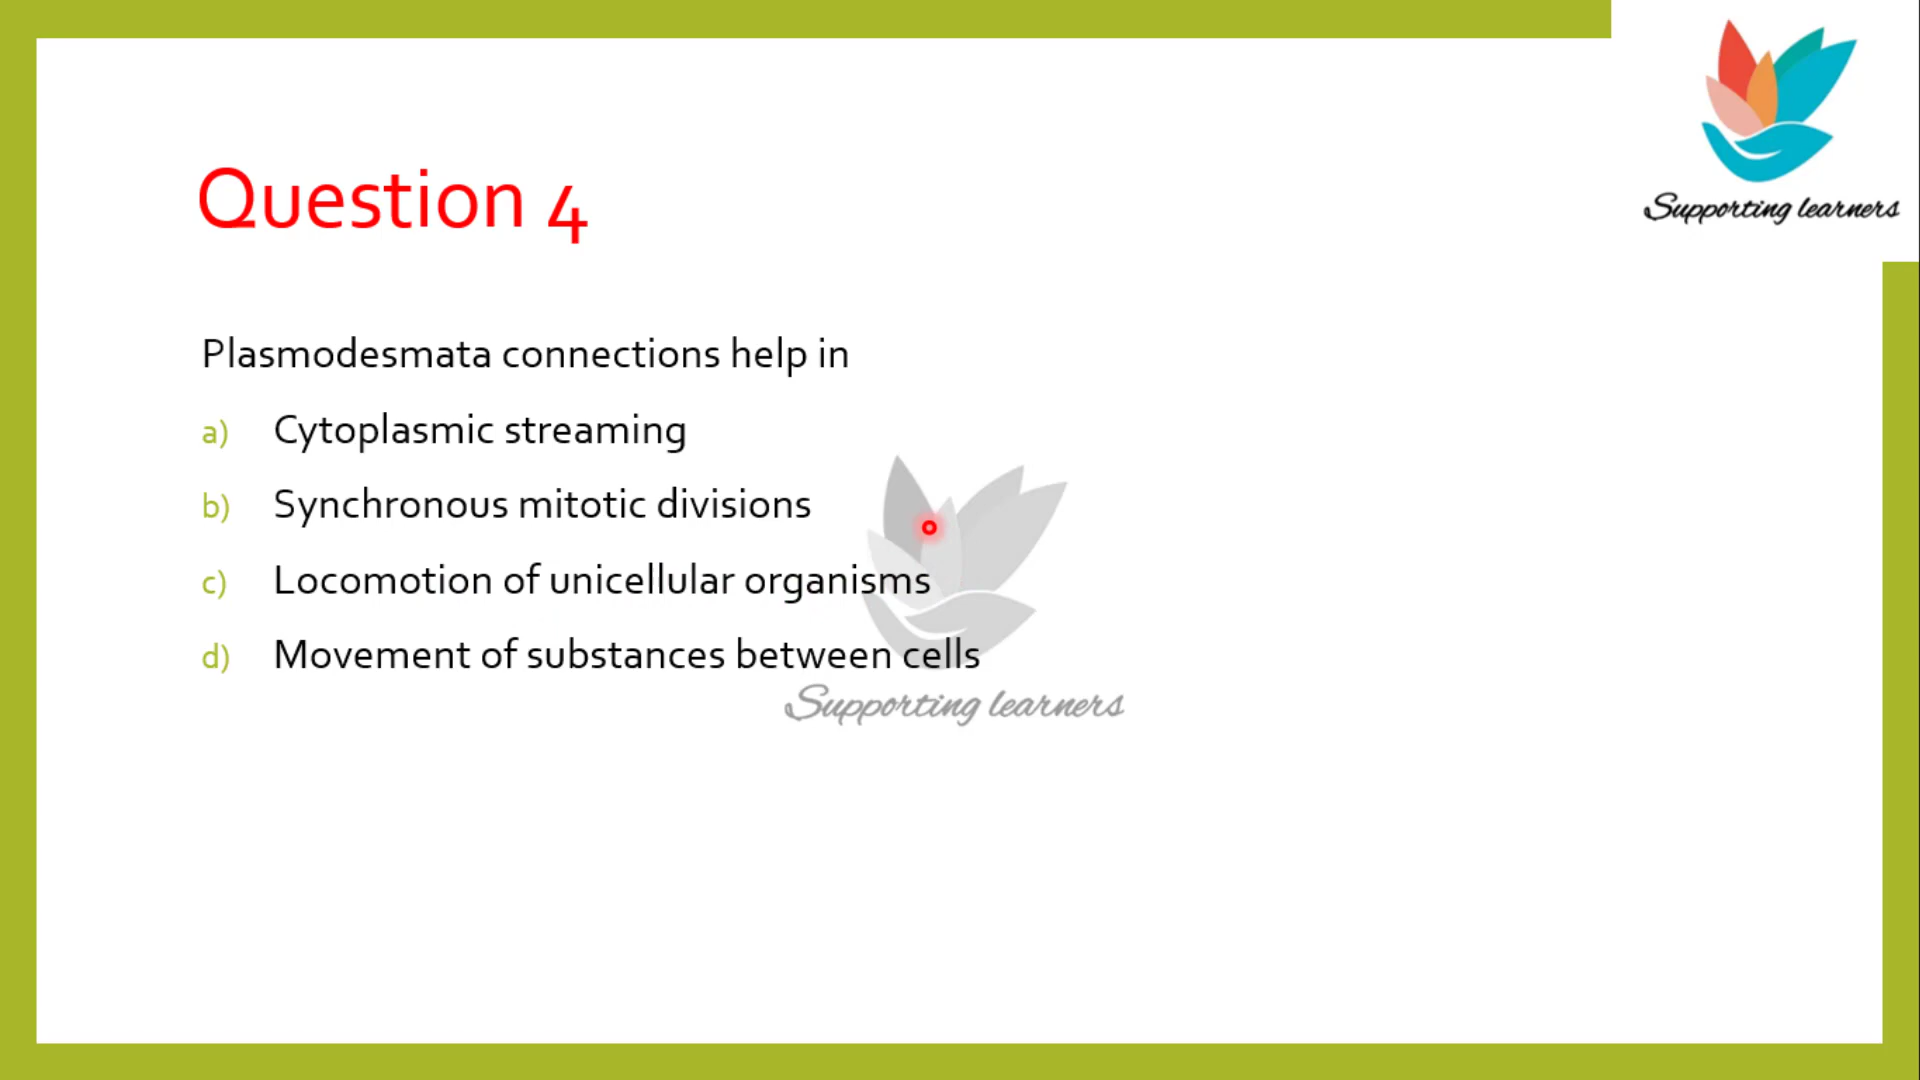 Supporting learners
Question 4
Plasmodesmata connections help in
a) Cytoplasmic streaming
b) Synchronous mitotic divisions
c) Locomotion of unicellular organisms
d) Movement of substances between cells
Supporting learners